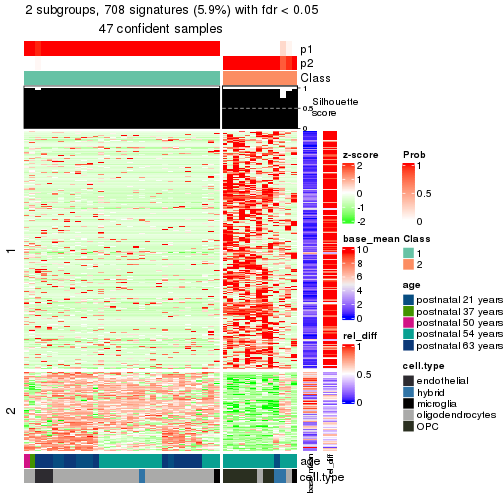 2 subgroups, 708 signatures (5.9%) with fdr < 0.05
47 confident samples
p1
p2
Class
1
0.5
0
Silhouette
score
1
2
z-score
2
1
0
-1
-2
Prob
1
0.5
0
base_mean
10
8
6
4
2
0
Class
1
2
rel_diff
1
0.5
0
age
postnatal 21 years
postnatal 37 years
postnatal 50 years
postnatal 54 years
postnatal 63 years
cell.type
endothelial
hybrid
microglia
oligodendrocytes
OPC
age
cell.type
base_mean
rel_diff